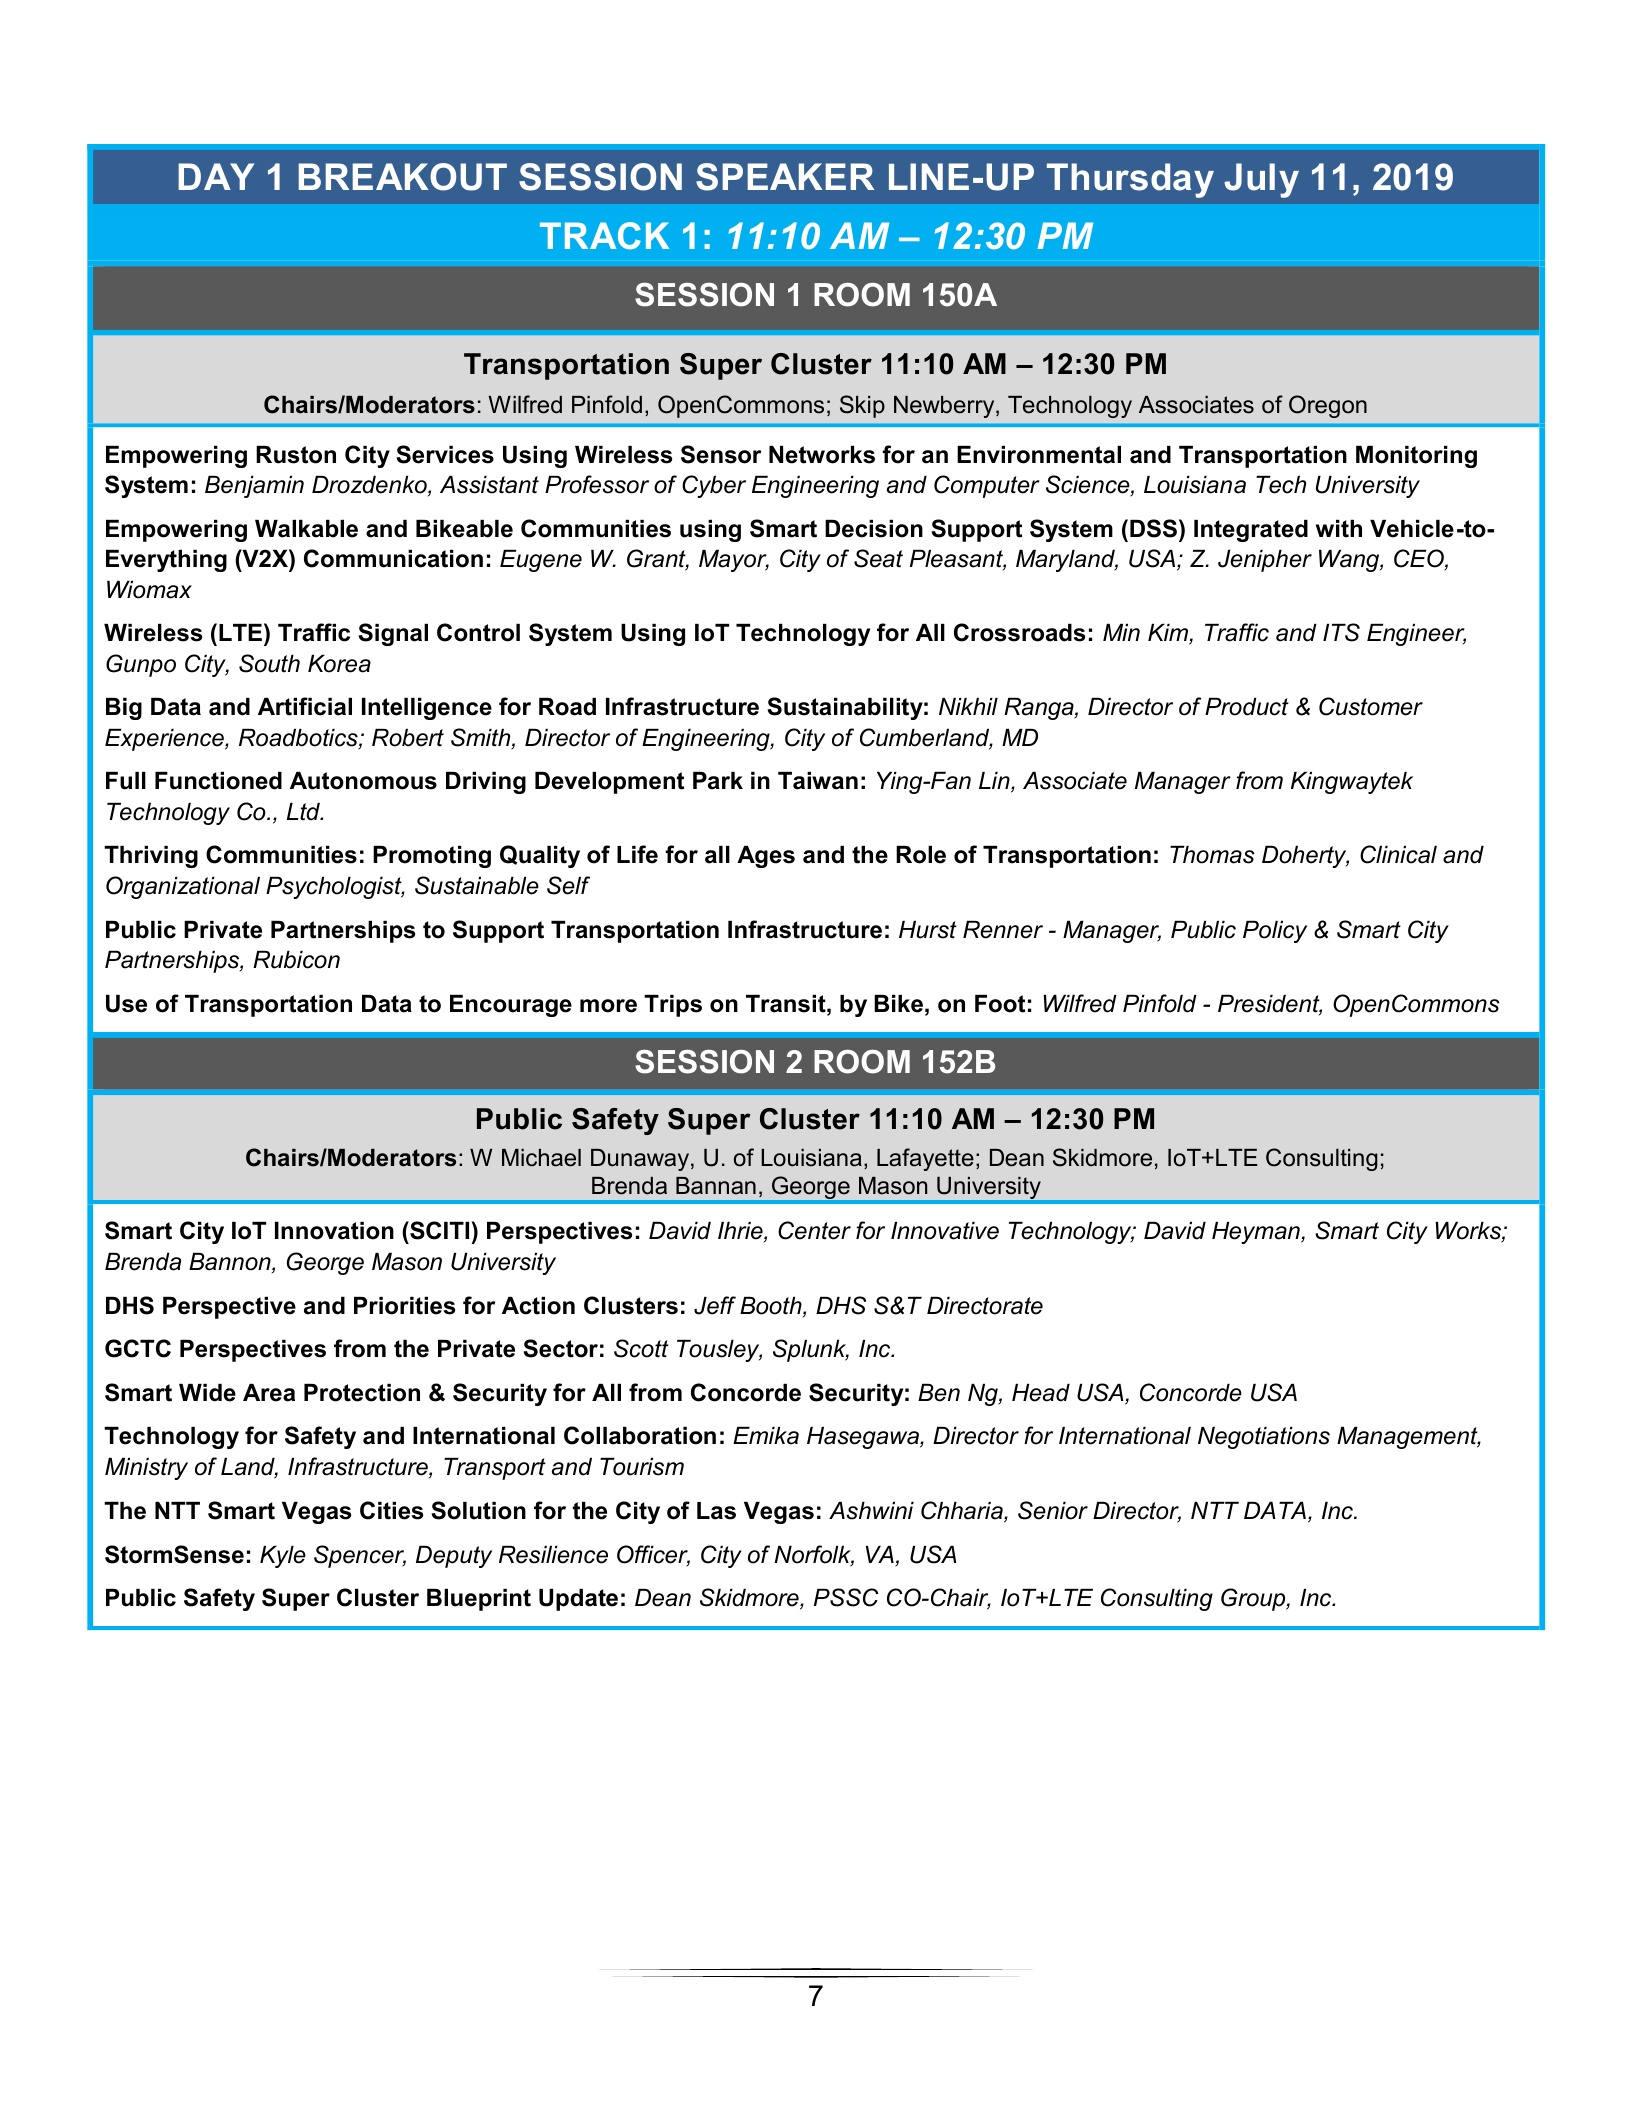 DAY 1 BREAKOUT SESSION SPEAKER LINE-UP Thursday July 11, 2019
TRACK 1: 11:10 AM – 12:30 PM
SESSION 1 ROOM 150A
Transportation Super Cluster 11:10 AM – 12:30 PM
Chairs/Moderators: Wilfred Pinfold, OpenCommons; Skip Newberry, Technology Associates of Oregon
Empowering Ruston City Services Using Wireless Sensor Networks for an Environmental and Transportation Monitoring
System: Benjamin Drozdenko, Assistant Professor of Cyber Engineering and Computer Science, Louisiana Tech University
Empowering Walkable and Bikeable Communities using Smart Decision Support System (DSS) Integrated with Vehicle-to-
Everything (V2X) Communication: Eugene W. Grant, Mayor, City of Seat Pleasant, Maryland, USA; Z. Jenipher Wang, CEO,
Wiomax
Wireless (LTE) Traffic Signal Control System Using IoT Technology for All Crossroads: Min Kim, Traffic and ITS Engineer,
Gunpo City, South Korea
Big Data and Artificial Intelligence for Road Infrastructure Sustainability: Nikhil Ranga, Director of Product & Customer
Experience, Roadbotics; Robert Smith, Director of Engineering, City of Cumberland, MD
Full Functioned Autonomous Driving Development Park in Taiwan: Ying-Fan Lin, Associate Manager from Kingwaytek
Technology Co., Ltd.
Thriving Communities: Promoting Quality of Life for all Ages and the Role of Transportation: Thomas Doherty, Clinical and
Organizational Psychologist, Sustainable Self
Public Private Partnerships to Support Transportation Infrastructure: Hurst Renner - Manager, Public Policy & Smart City
Partnerships, Rubicon
Use of Transportation Data to Encourage more Trips on Transit, by Bike, on Foot: Wilfred Pinfold - President, OpenCommons
SESSION 2 ROOM 152B
Public Safety Super Cluster 11:10 AM – 12:30 PM
Chairs/Moderators: W Michael Dunaway, U. of Louisiana, Lafayette; Dean Skidmore, IoT+LTE Consulting;
Brenda Bannan, George Mason University
Smart City IoT Innovation (SCITI) Perspectives: David Ihrie, Center for Innovative Technology; David Heyman, Smart City Works;
Brenda Bannon, George Mason University
DHS Perspective and Priorities for Action Clusters: Jeff Booth, DHS S&T Directorate
GCTC Perspectives from the Private Sector: Scott Tousley, Splunk, Inc.
Smart Wide Area Protection & Security for All from Concorde Security: Ben Ng, Head USA, Concorde USA
Technology for Safety and International Collaboration: Emika Hasegawa, Director for International Negotiations Management,
Ministry of Land, Infrastructure, Transport and Tourism
The NTT Smart Vegas Cities Solution for the City of Las Vegas: Ashwini Chharia, Senior Director, NTT DATA, Inc.
StormSense: Kyle Spencer, Deputy Resilience Officer, City of Norfolk, VA, USA
Public Safety Super Cluster Blueprint Update: Dean Skidmore, PSSC CO-Chair, IoT+LTE Consulting Group, Inc.
7